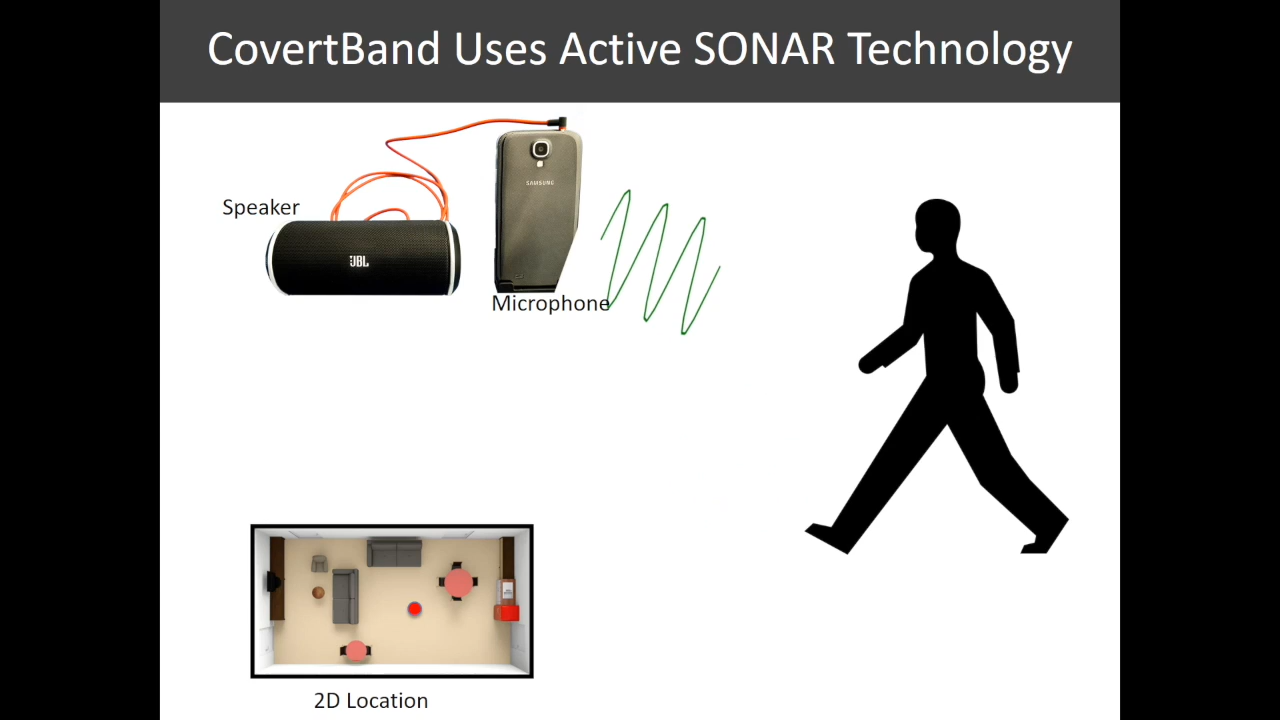 CovertBand Uses Active SONAR Technology
Speaker
JBL
SAMSUNG
Microphone
2D Location